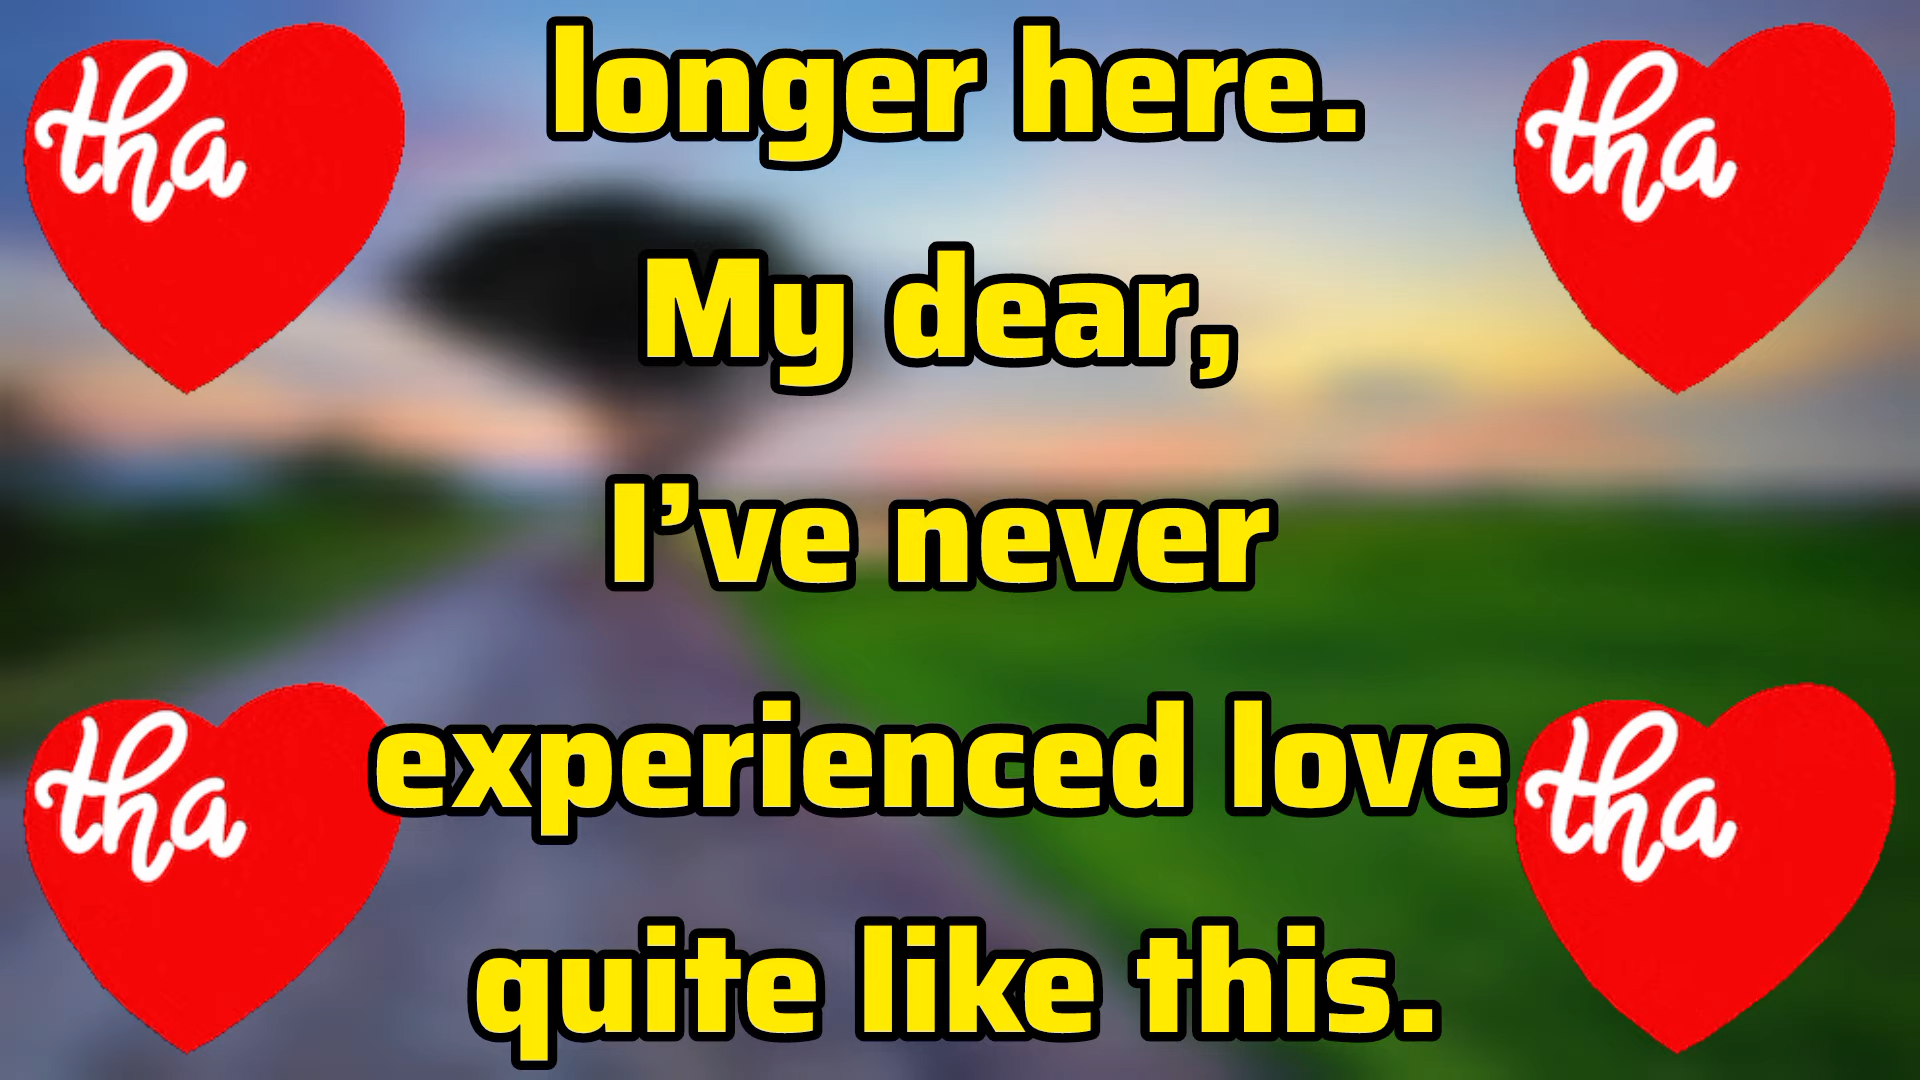 tha
tha
longer here.
My dear,
I’ve never
experienced love
quite like this.
tha
tha